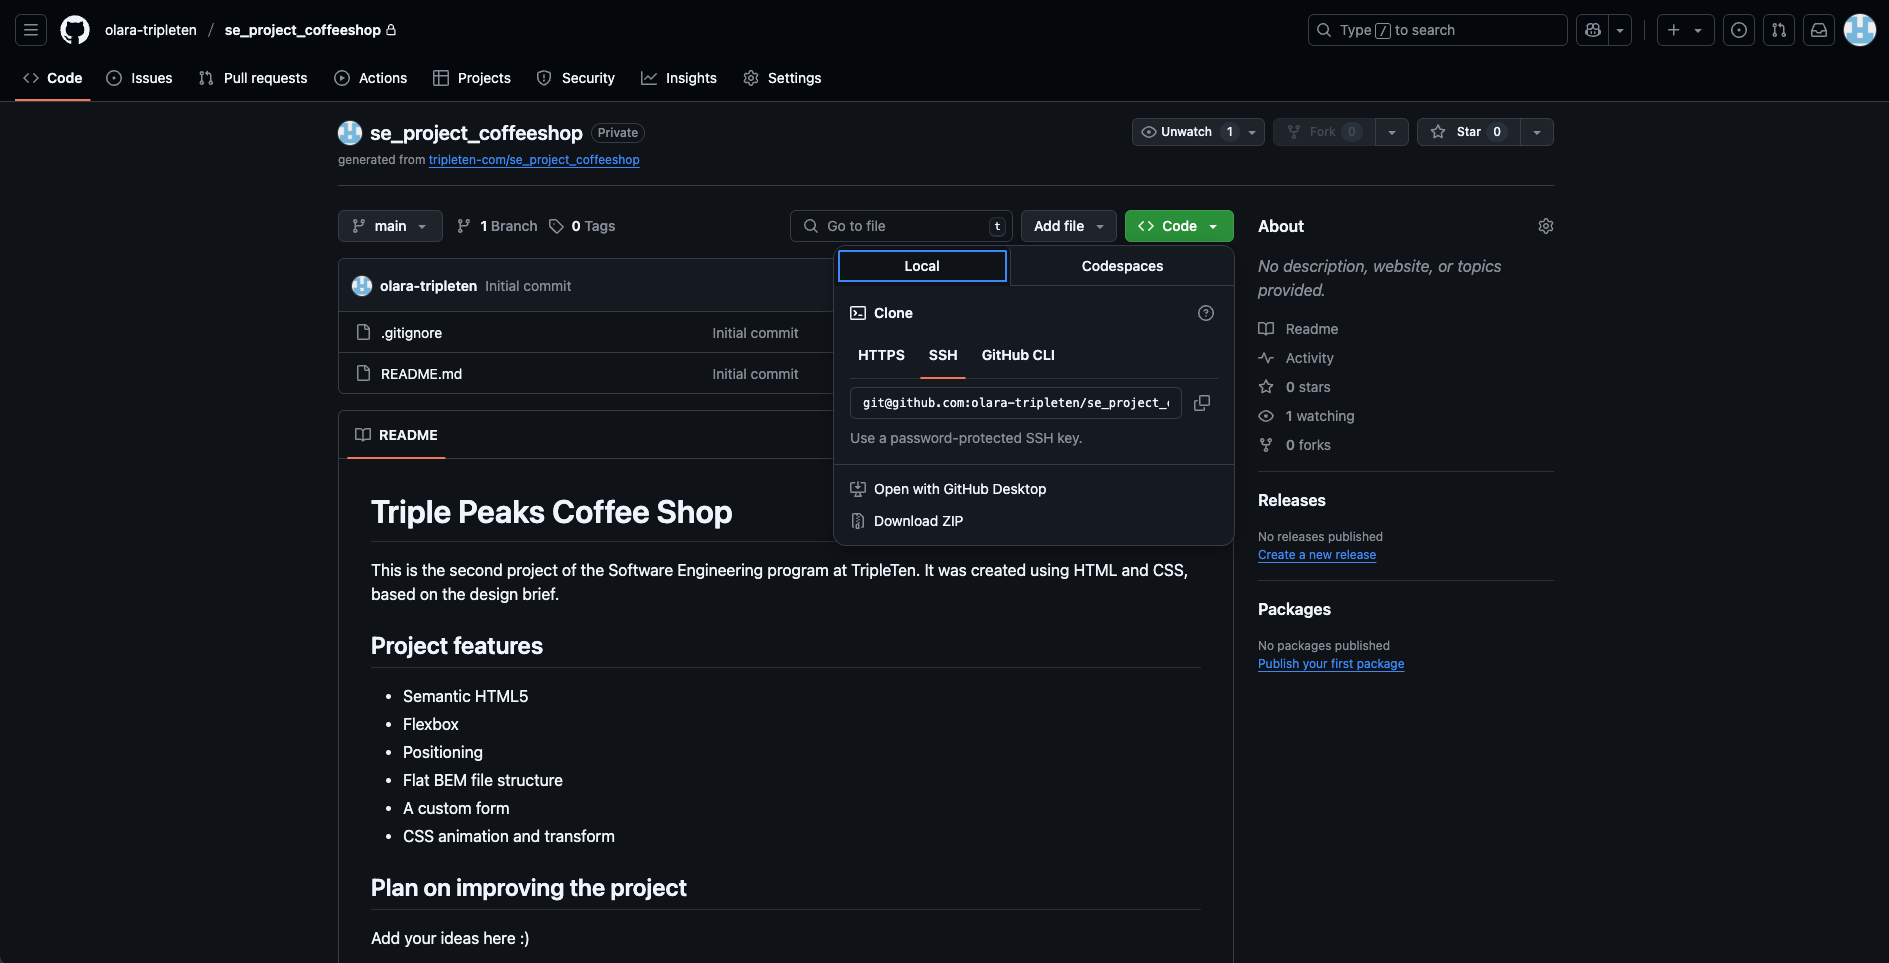 olara-tripleten / se_project_coffeeshop
Type / to search
Code Issues Pull requests Actions Projects Security Insights Settings
se_project_coffeeshop Private
generated from tripleten-com/se_project_coffeeshop
Unwatch 1 Fork 0 Star 0
main 1 Branch 0 Tags Go to file t Add file Code
olara-tripleten Initial commit
.gitignore Initial commit
README.md Initial commit
Local Codespaces
Clone
HTTPS SSH GitHub CLI
git@github.com:olara-tripleten/se_project_
Use a password-protected SSH key.
Open with GitHub Desktop
Download ZIP
README
Triple Peaks Coffee Shop
This is the second project of the Software Engineering program at TripleTen. It was created using HTML and CSS,
based on the design brief.
Project features
• Semantic HTML5
• Flexbox
• Positioning
• Flat BEM file structure
• A custom form
• CSS animation and transform
Plan on improving the project
Add your ideas here :)
About
No description, website, or topics
provided.
Readme
Activity
0 stars
1 watching
0 forks
Releases
No releases published
Create a new release
Packages
No packages published
Publish your first package